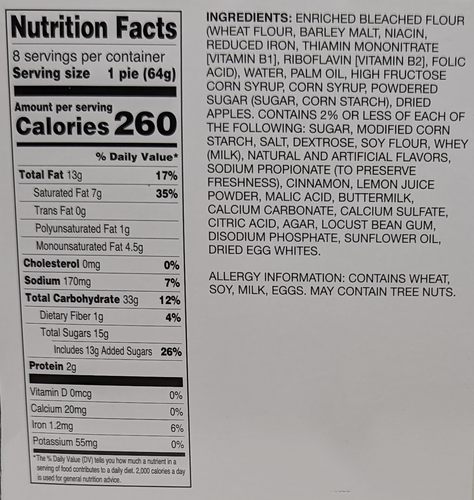 Nutrition Facts
8 servings per container
Serving size 1 pie (64g)
Amount per serving
Calories 260
% Daily Value*
Total Fat 13g 17%
Saturated Fat 7g 35%
Trans Fat 0g
Polyunsaturated Fat 1g
Monounsaturated Fat 4.5g
Cholesterol 0mg 0%
Sodium 170mg 7%
Total Carbohydrate 33g 12%
Dietary Fiber 1g 4%
Total Sugars 15g
Includes 13g Added Sugars 26%
Protein 2g
Vitamin D 0mcg 0%
Calcium 20mg 0%
Iron 1.2mg 6%
Potassium 55mg 0%
*The % Daily Value (DV) tells you how much a nutrient in a
serving of food contributes to a daily diet. 2,000 calories a day
is used for general nutrition advice.
INGREDIENTS: ENRICHED BLEACHED FLOUR
(WHEAT FLOUR, BARLEY MALT, NIACIN,
REDUCED IRON, THIAMIN MONONITRATE
[VITAMIN B1], RIBOFLAVIN [VITAMIN B2], FOLIC
ACID), WATER, PALM OIL, HIGH FRUCTOSE
CORN SYRUP, CORN SYRUP, POWDERED
SUGAR (SUGAR, CORN STARCH), DRIED
APPLES. CONTAINS 2% OR LESS OF EACH OF
THE FOLLOWING: SUGAR, MODIFIED CORN
STARCH, SALT, DEXTROSE, SOY FLOUR, WHEY
(MILK), NATURAL AND ARTIFICIAL FLAVORS,
SODIUM PROPIONATE (TO PRESERVE
FRESHNESS), CINNAMON, LEMON JUICE
POWDER, MALIC ACID, BUTTERMILK,
CALCIUM CARBONATE, CALCIUM SULFATE,
CITRIC ACID, AGAR, LOCUST BEAN GUM,
DISODIUM PHOSPHATE, SUNFLOWER OIL,
DRIED EGG WHITES.
ALLERGY INFORMATION: CONTAINS WHEAT,
SOY, MILK, EGGS. MAY CONTAIN TREE NUTS.